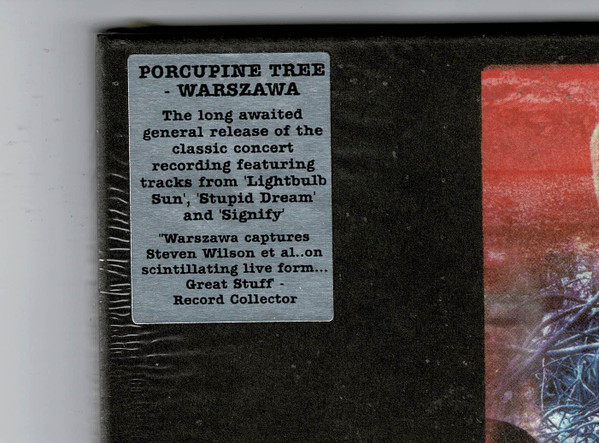 PORCUPINE TREE
- WARSZAWA
The long awaited
general release of the
classic concert
recording featuring
tracks from 'Lightbulb
Sun', 'Stupid Dream'
and 'Signify'
"Warszawa captures
Steven Wilson et al..on
scintillating live form...
Great Stuff' -
Record Collector